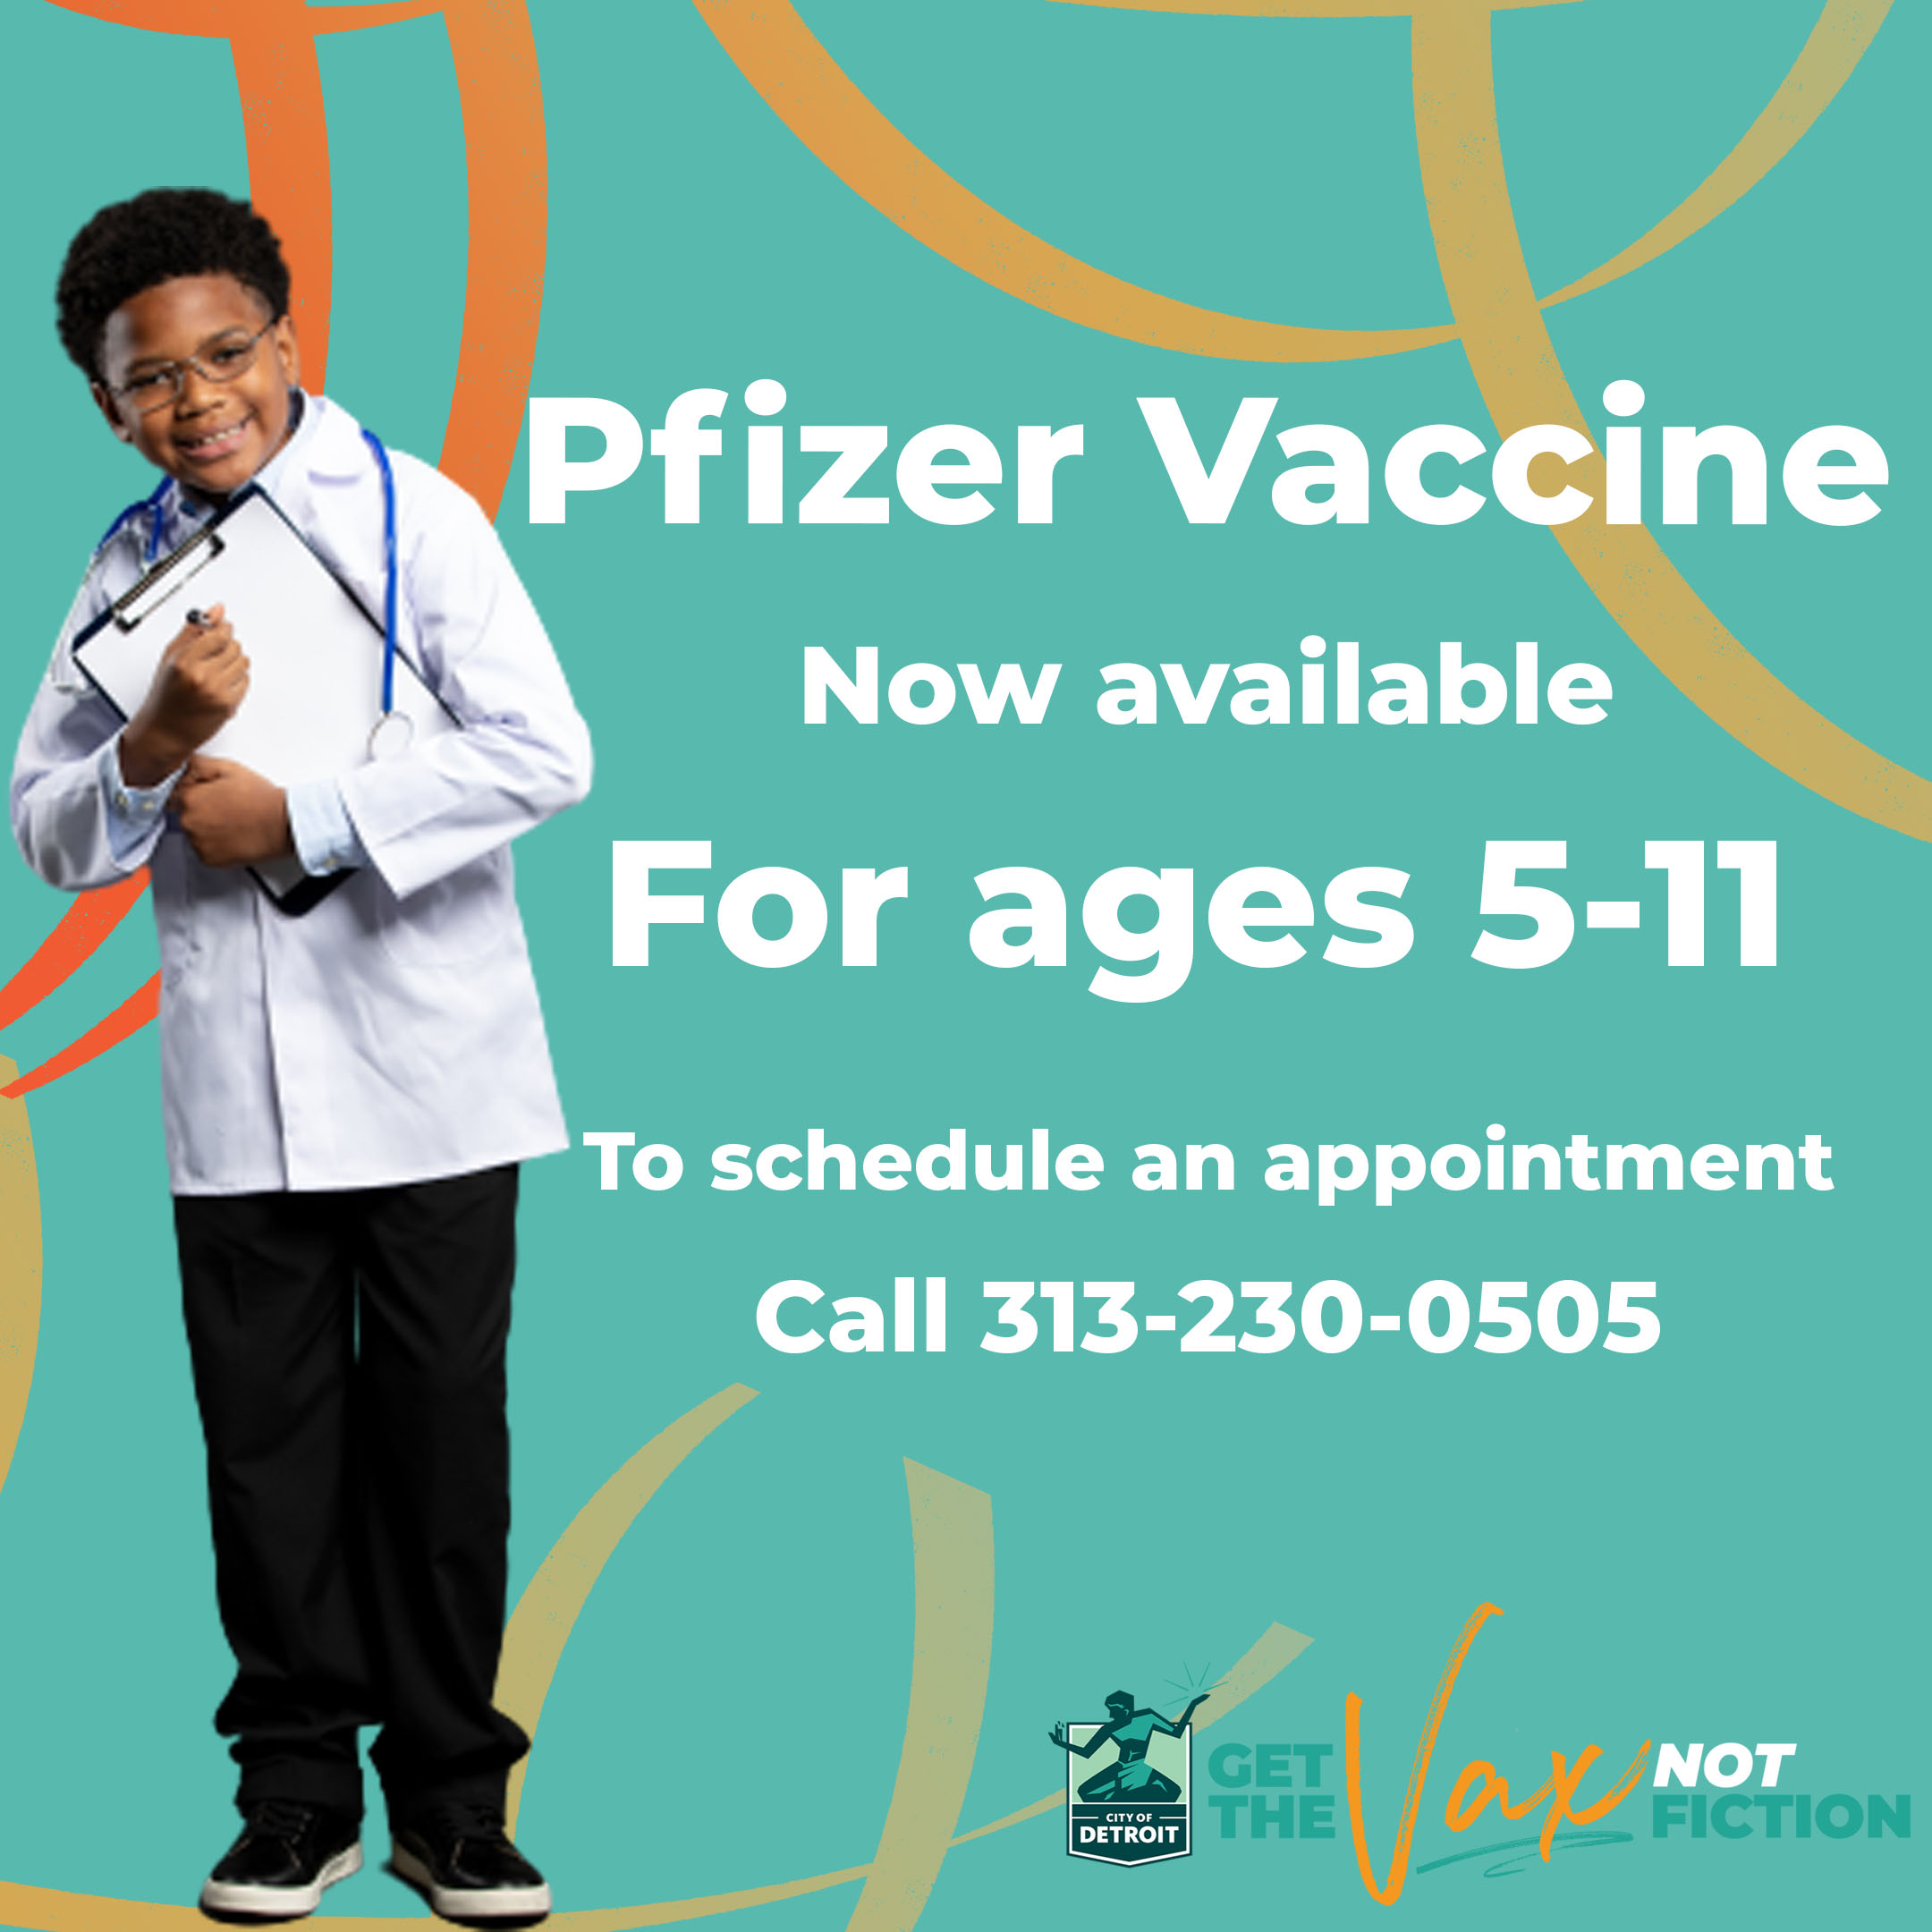 Pfizer Vaccine
Now available
For ages 5-11
To schedule an appointment
Call 313-230-0505
CITY OF
DETROIT
GET
THE
Vax
NOT
FICTION